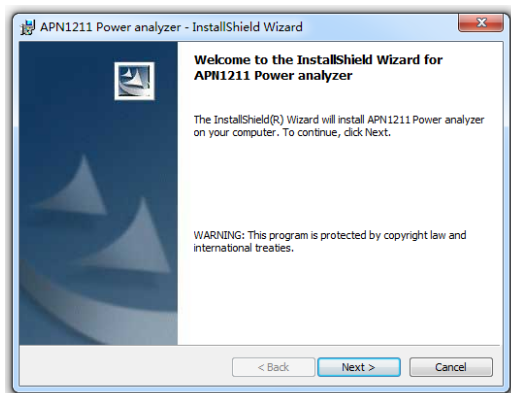 APN1211 Power analyzer - InstallShield Wizard
Welcome to the InstallShield Wizard for
APN1211 Power analyzer
The InstallShield(R) Wizard will install APN1211 Power analyzer
on your computer. To continue, click Next.
WARNING: This program is protected by copyright law and
international treaties.
< Back
Next >
Cancel